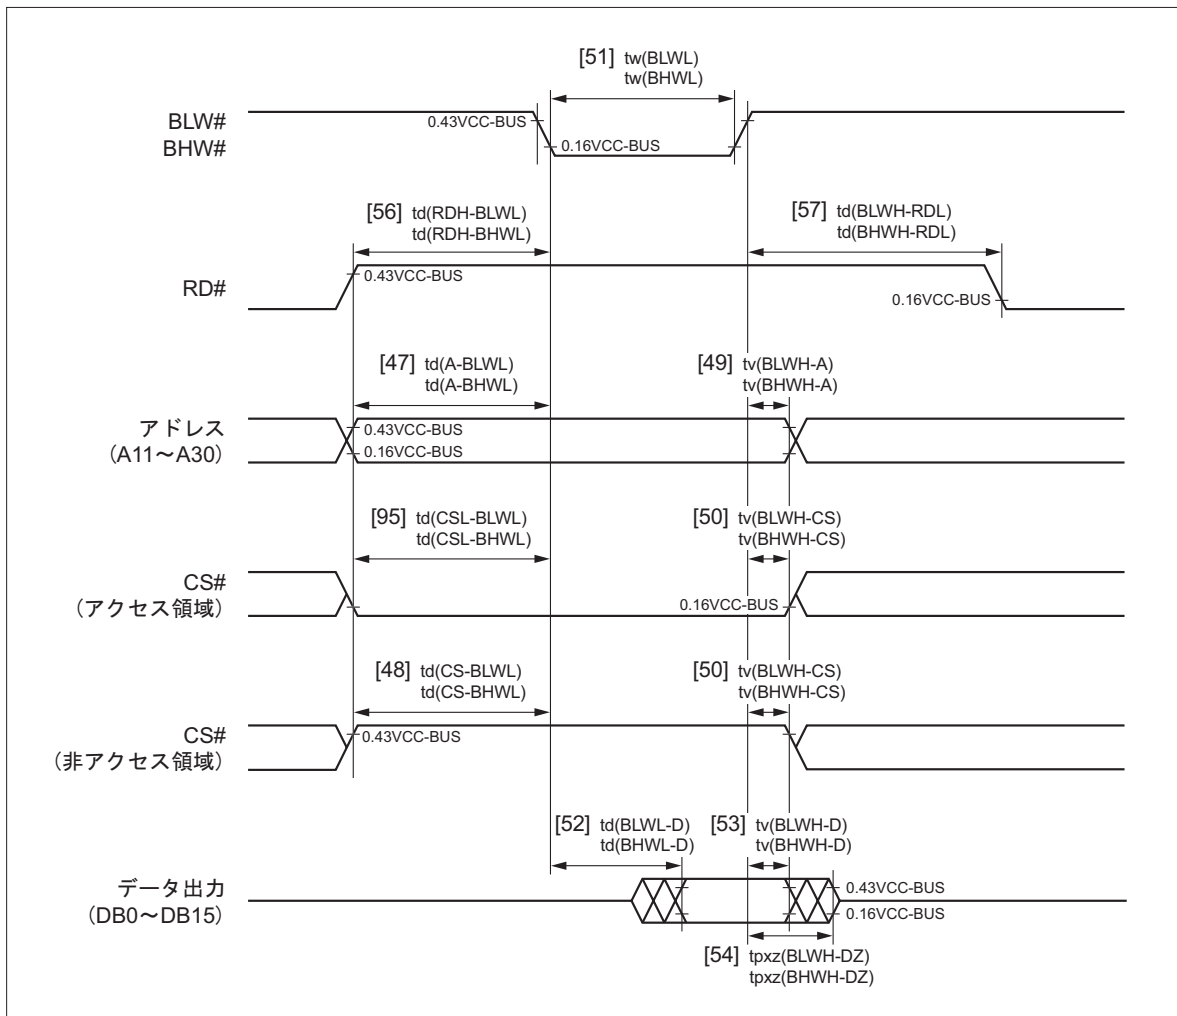 [51] tw(BLWL)
tw(BHWL)
BLW#
BHW#
0.43VCC-BUS
0.16VCC-BUS
[56] td(RDH-BLWL)
td(RDH-BHWL)
[57] td(BLWH-RDL)
td(BHWH-RDL)
RD#
0.43VCC-BUS
0.16VCC-BUS
[47] td(A-BLWL)
td(A-BHWL)
[49] tv(BLWH-A)
tv(BHWH-A)
アドレス
（A11～A30）
0.43VCC-BUS
0.16VCC-BUS
[95] td(CSL-BLWL)
td(CSL-BHWL)
[50] tv(BLWH-CS)
tv(BHWH-CS)
CS#
（アクセス領域）
0.16VCC-BUS
[48] td(CS-BLWL)
td(CS-BHWL)
[50] tv(BLWH-CS)
tv(BHWH-CS)
CS#
（非アクセス領域）
0.43VCC-BUS
[52] td(BLWL-D)
td(BHWL-D)
[53] tv(BLWH-D)
tv(BHWH-D)
データ出力
（DB0～DB15）
0.43VCC-BUS
0.16VCC-BUS
[54] tpxz(BLWH-DZ)
tpxz(BHWH-DZ)